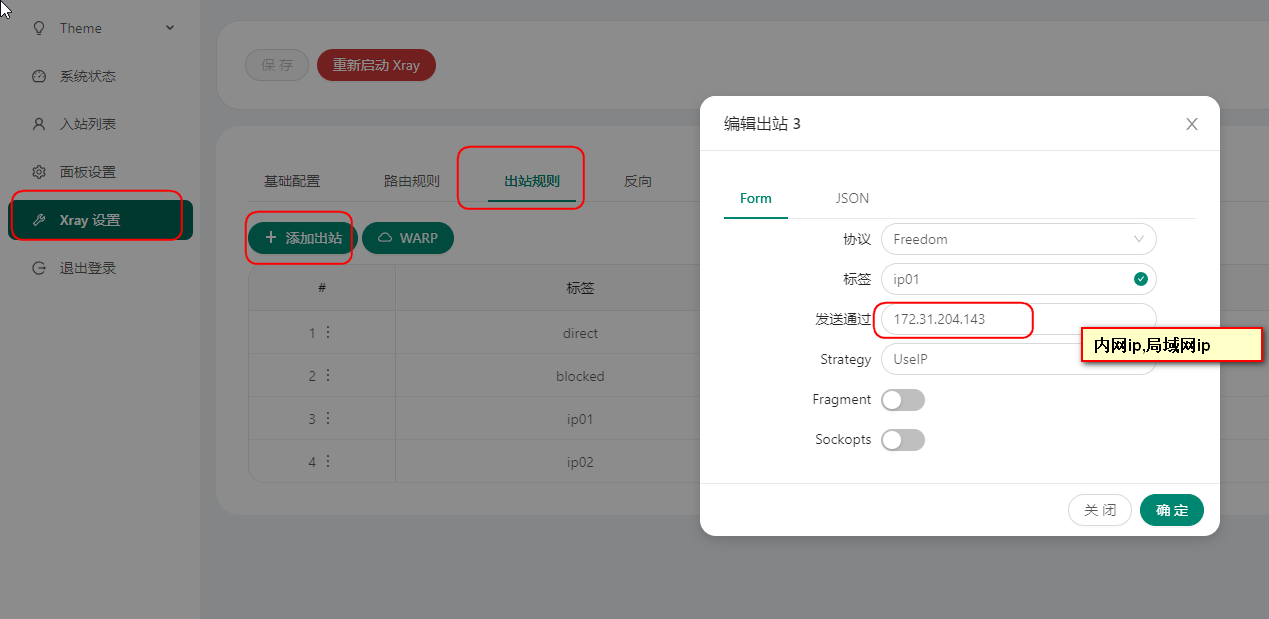 Theme
系统状态
入站列表
面板设置
Xray 设置
退出登录
保 存
重新启动 Xray
基础配置
路由规则
出站规则
反向
添加出站
WARP
#
标签
1
direct
2
blocked
3
ip01
4
ip02
编辑出站 3
Form
JSON
协议
Freedom
标签
ip01
发送通过
172.31.204.143
内网ip,局域网ip
Strategy
UseIP
Fragment
Sockopts
关 闭
确 定